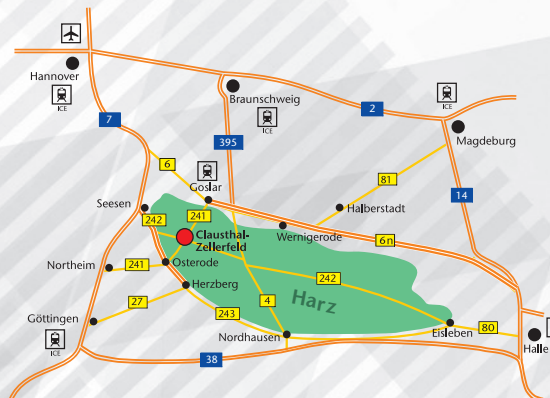 Hannover
ICE
Braunschweig
ICE
2
ICE
Magdeburg
7
395
6
Goslar
81
14
Seesen
241
Halberstadt
242
Clausthal-
Zellerfeld
Wernigerode
6n
Northeim
241
Osterode
242
Herzberg
27
4
Harz
243
Göttingen
Nordhausen
Eisleben
80
ICE
38
Halle